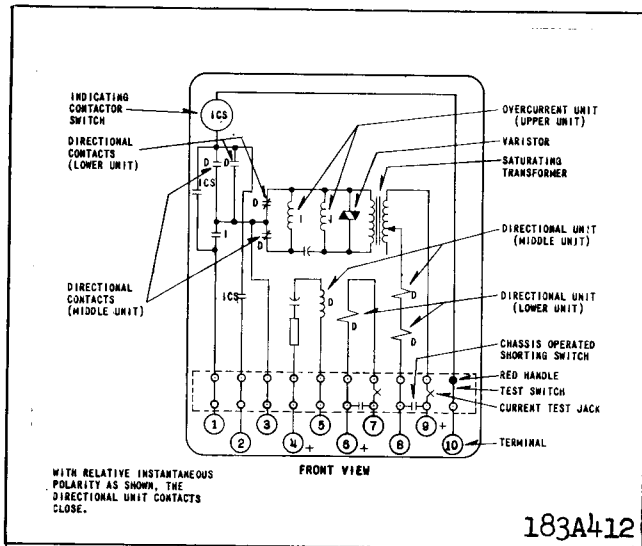 INDICATING
CONTACTOR
SWITCH
ICS
DIRECTIONAL
CONTACTS
(LOWER UNIT)
OVERCURRENT UNIT
(UPPER UNIT)
VARISTOR
SATURATING
TRANSFORMER
D
D
ICS
D
I
I
I
D
DIRECTIONAL UNIT
(MIDDLE UNIT)
DIRECTIONAL
CONTACTS
(MIDDLE UNIT)
ICS
D
D
D
D
DIRECTIONAL UNIT
(LOWER UNIT)
CHASSIS OPERATED
SHORTING SWITCH
RED HANDLE
TEST SWITCH
CURRENT TEST JACK
1 2 3 4 + 5 6 + 7 8 9 + 10
TERMINAL
FRONT VIEW
WITH RELATIVE INSTANTANEOUS
POLARITY AS SHOWN, THE
DIRECTIONAL UNIT CONTACTS
CLOSE.
183A412